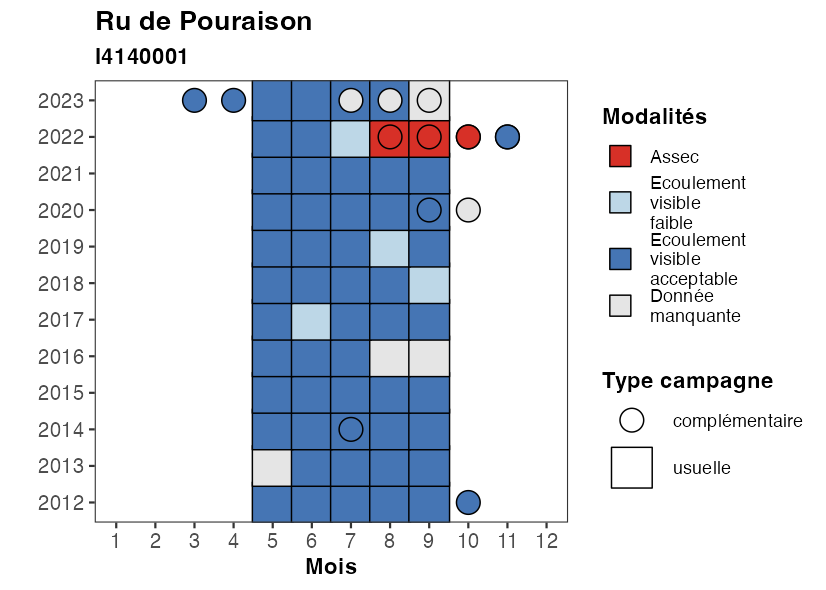 Ru de Pouraison
I4140001
2023
2022
2021
2020
2019
2018
2017
2016
2015
2014
2013
2012
1 2 3 4 5 6 7 8 9 10 11 12
Mois
Modalités
Assec
Ecoulement
visible
faible
Ecoulement
visible
acceptable
Donnée
manquante
Type campagne
complémentaire
usuelle